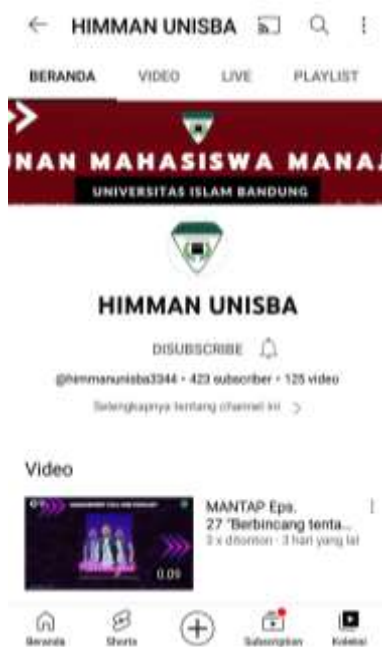 HIMMAN UNISBA
BERANDA VIDEO LIVE PLAYLIST
NAN MAHASISWA MANA
UNIVERSITAS ISLAM BANDUNG
HIMMAN UNISBA
DISUBSCRIBE
@himmanunisba3344 • 423 subscriber • 125 video
Selengkapnya tentang channel ini
Video
MANTAP Eps.
27 "Berbincang tenta...
3 x ditonton · 3 hari yang lal
0.09
Beranda Shorts Subscription Koleksi